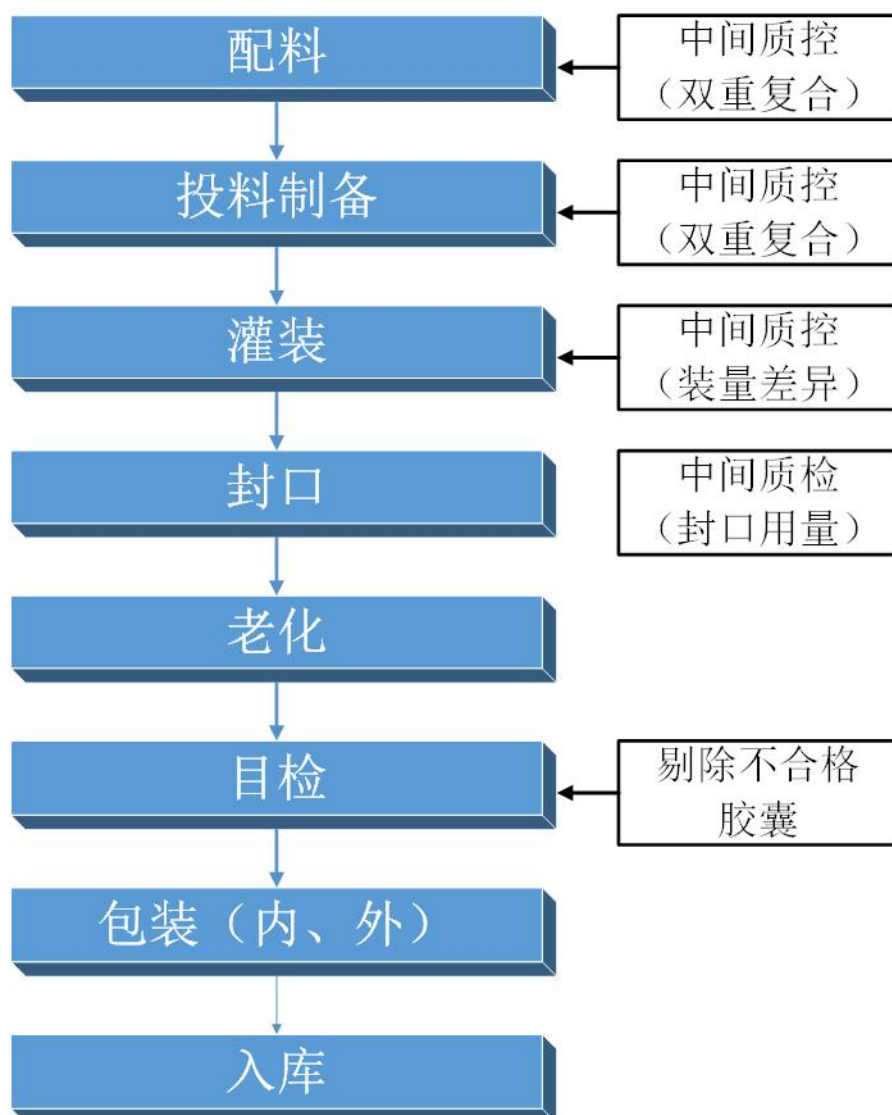 配料
中间质控
（双重复合）
投料制备
中间质控
（双重复合）
灌装
中间质控
（装量差异）
封口
中间质检
（封口用量）
老化
目检
剔除不合格
胶囊
包装（内、外）
入库